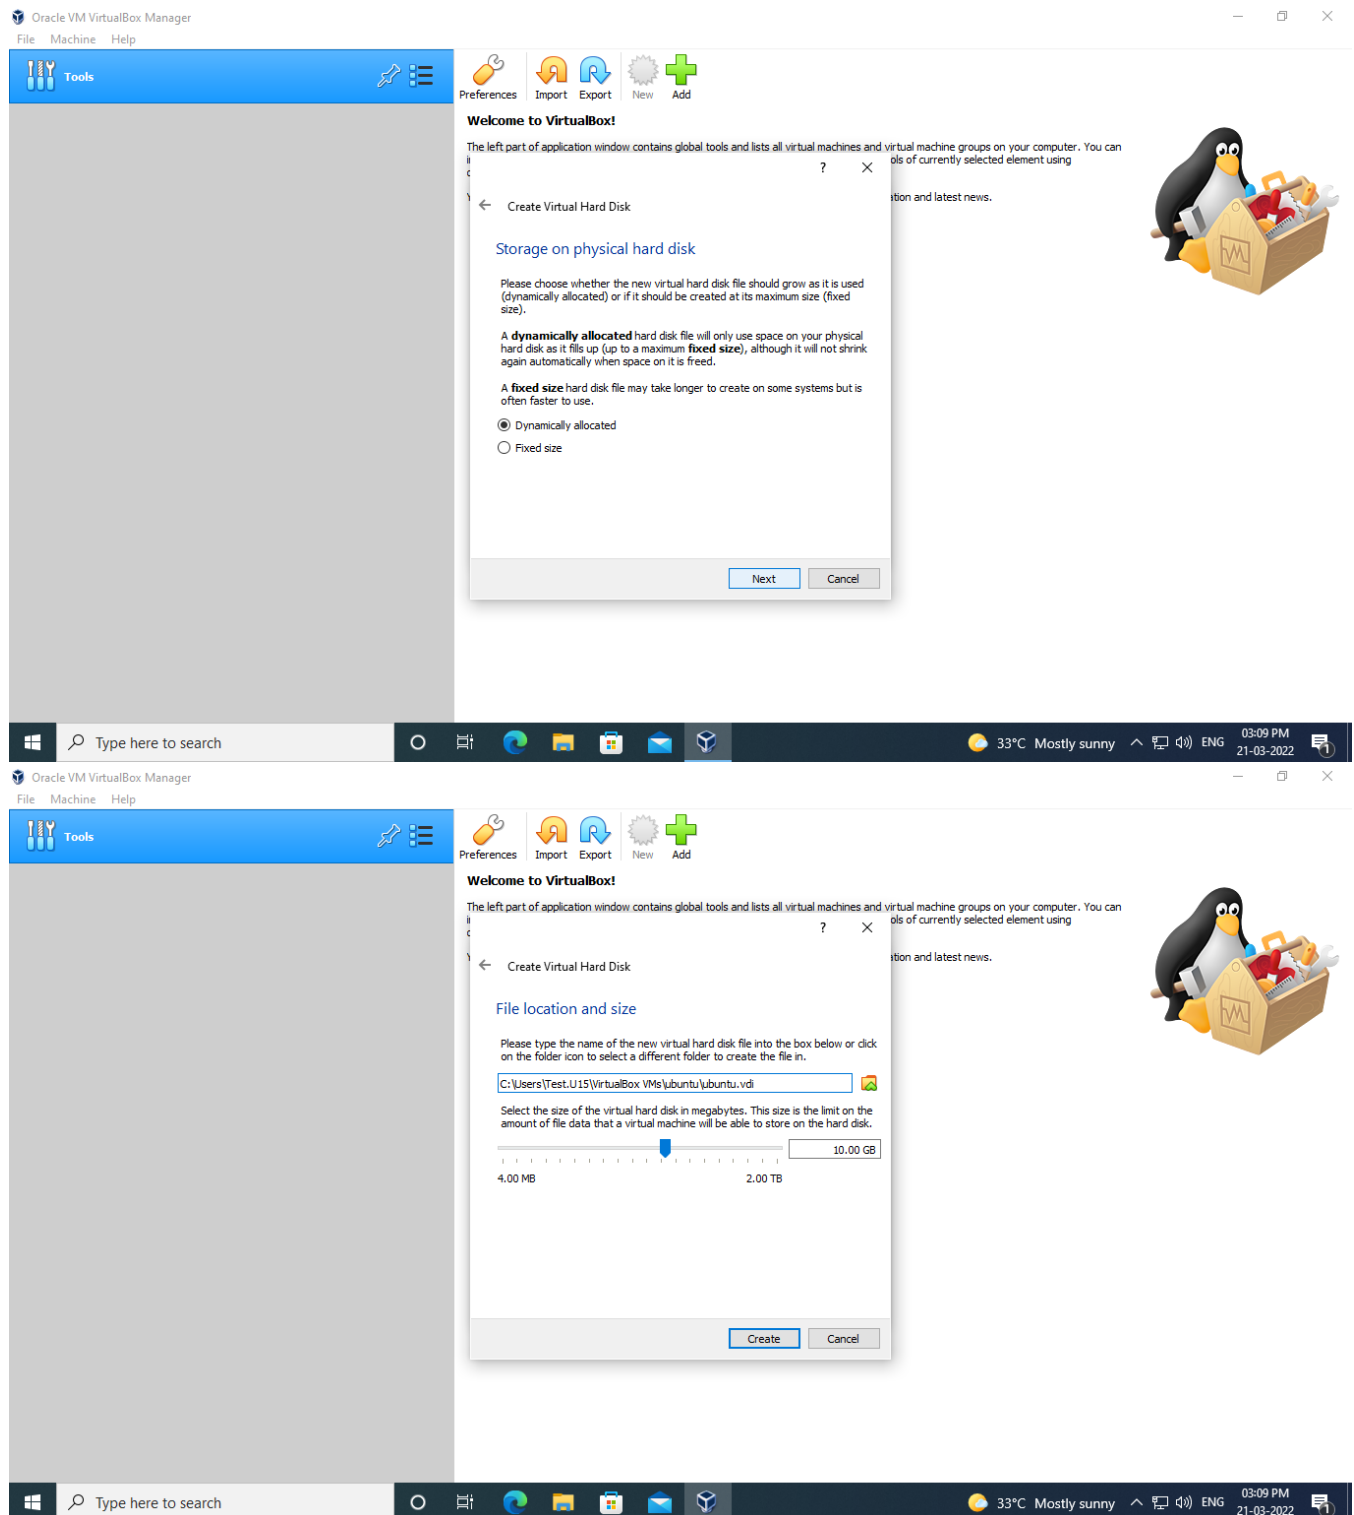 Oracle VM VirtualBox Manager
File Machine Help
Tools
Preferences Import Export New Add
Welcome to VirtualBox!
The left part of application window contains global tools and lists all virtual machines and virtual machine groups on your computer. You can
ols of currently selected element using
tion and latest news.
? ×
Create Virtual Hard Disk
Storage on physical hard disk
Please choose whether the new virtual hard disk file should grow as it is used
(dynamically allocated) or if it should be created at its maximum size (fixed
size).
A dynamically allocated hard disk file will only use space on your physical
hard disk as it fills up (up to a maximum fixed size), although it will not shrink
again automatically when space on it is freed.
A fixed size hard disk file may take longer to create on some systems but is
often faster to use.
Dynamically allocated
Fixed size
Next Cancel
Type here to search
33°C Mostly sunny ENG 03:09 PM
21-03-2022
1
Oracle VM VirtualBox Manager
File Machine Help
Tools
Preferences Import Export New Add
Welcome to VirtualBox!
The left part of application window contains global tools and lists all virtual machines and virtual machine groups on your computer. You can
ols of currently selected element using
tion and latest news.
? ×
Create Virtual Hard Disk
File location and size
Please type the name of the new virtual hard disk file into the box below or click
on the folder icon to select a different folder to create the file in.
C:\Users\Test.U15\VirtualBox VMs\ubuntu\ubuntu.vdi
Select the size of the virtual hard disk in megabytes. This size is the limit on the
amount of file data that a virtual machine will be able to store on the hard disk.
10.00 GB
4.00 MB 2.00 TB
Create Cancel
Type here to search
33°C Mostly sunny ENG 03:09 PM
21-03-2022
1